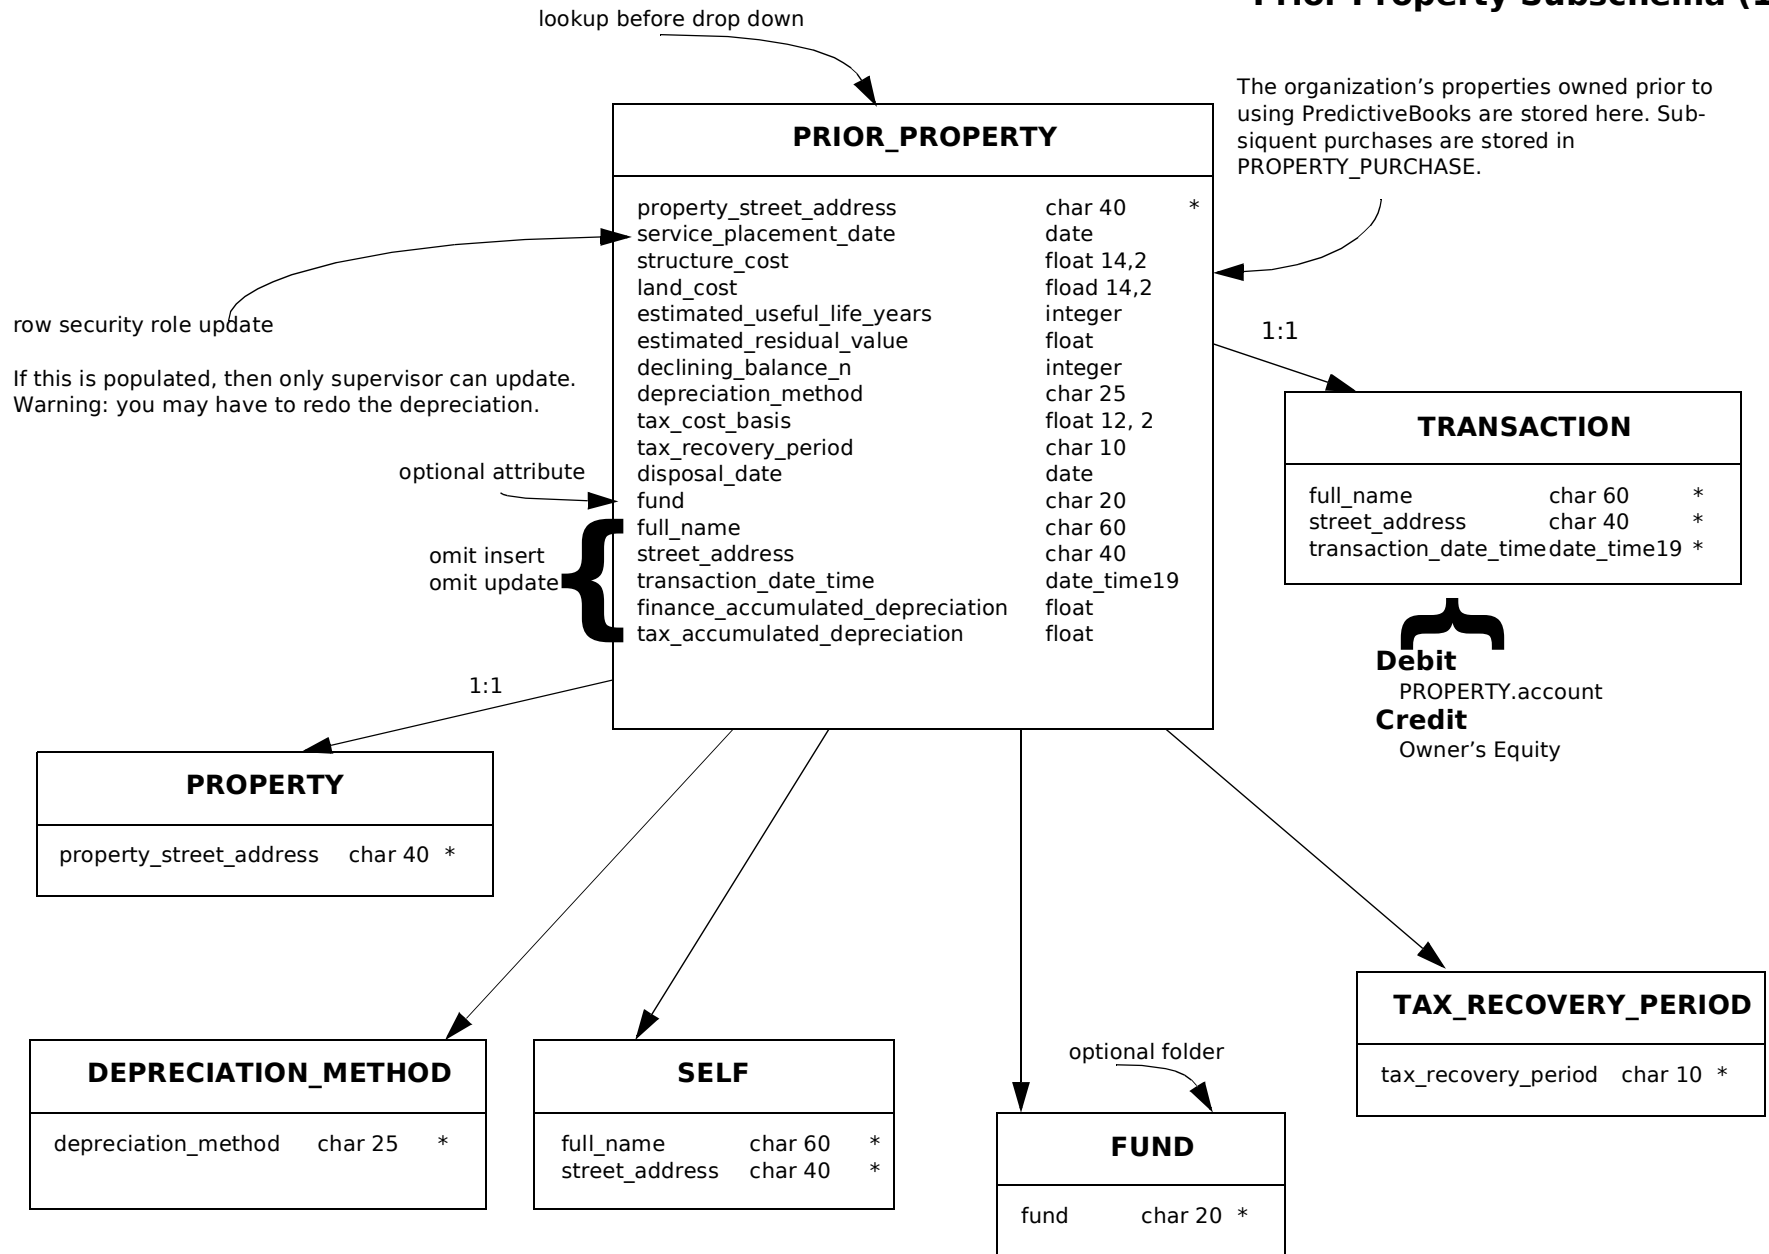 Prior Property Subschema (1
lookup before drop down
The organization’s properties owned prior to
using PredictiveBooks are stored here. Sub-
siquent purchases are stored in
PROPERTY_PURCHASE.
PRIOR_PROPERTY
property_street_address char 40 *
service_placement_date date
structure_cost float 14,2
land_cost fload 14,2
estimated_useful_life_years integer
estimated_residual_value float
declining_balance_n integer
depreciation_method char 25
tax_cost_basis float 12, 2
tax_recovery_period char 10
disposal_date date
fund char 20
full_name char 60
street_address char 40
transaction_date_time date_time19
finance_accumulated_depreciation float
tax_accumulated_depreciation float
row security role update
If this is populated, then only supervisor can update.
Warning: you may have to redo the depreciation.
optional attribute
omit insert
omit update
1:1
TRANSACTION
full_name char 60 *
street_address char 40 *
transaction_date_time date_time19 *
Debit
PROPERTY.account
Credit
Owner’s Equity
1:1
PROPERTY
property_street_address char 40 *
DEPRECIATION_METHOD
depreciation_method char 25 *
SELF
full_name char 60 *
street_address char 40 *
optional folder
FUND
fund char 20 *
TAX_RECOVERY_PERIOD
tax_recovery_period char 10 *